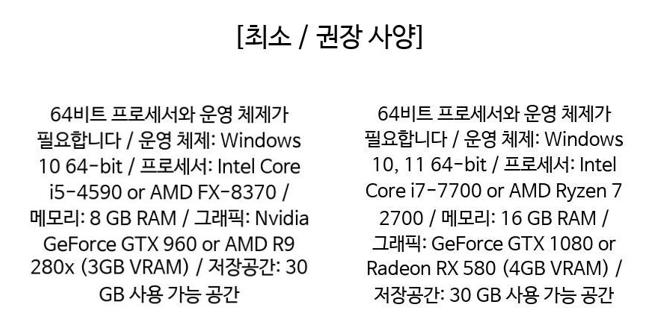 [최소 / 권장 사양]
64비트 프로세서와 운영 체제가
필요합니다 / 운영 체제: Windows
10 64-bit / 프로세서: Intel Core
i5-4590 or AMD FX-8370 /
메모리: 8 GB RAM / 그래픽: Nvidia
GeForce GTX 960 or AMD R9
280x (3GB VRAM) / 저장공간: 30
GB 사용 가능 공간
64비트 프로세서와 운영 체제가
필요합니다 / 운영 체제: Windows
10, 11 64-bit / 프로세서: Intel
Core i7-7700 or AMD Ryzen 7
2700 / 메모리: 16 GB RAM /
그래픽: GeForce GTX 1080 or
Radeon RX 580 (4GB VRAM) /
저장공간: 30 GB 사용 가능 공간